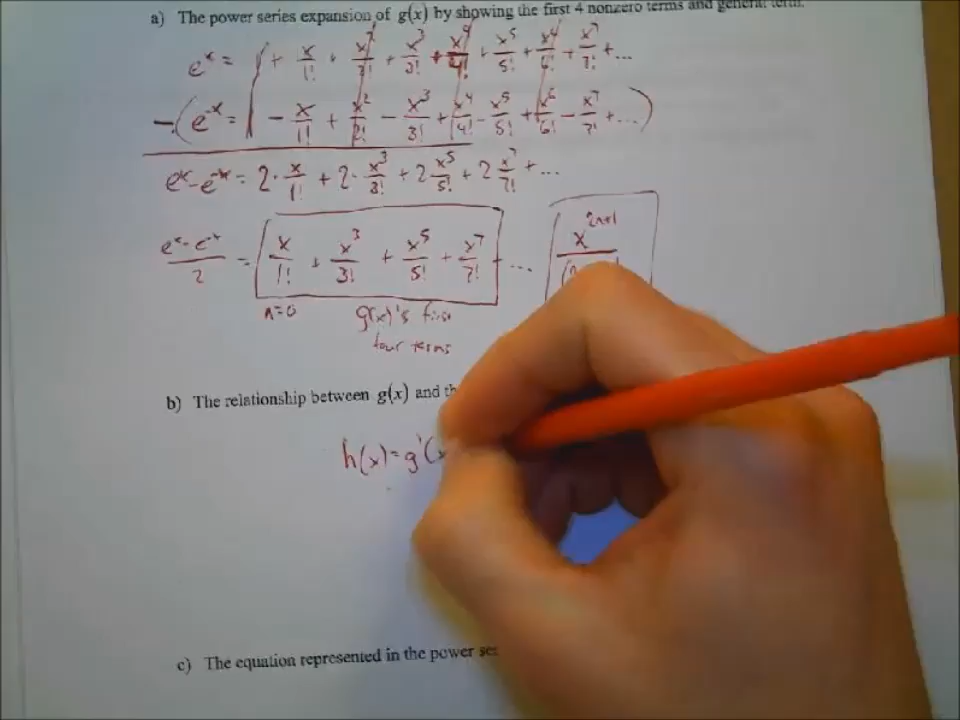 a) The power series expansion of g(x) by showing the first 4 nonzero terms and general term.
e^x = 1 + x/1! + x^2/2! + x^3/3! + x^4/4! + x^5/5! + x^4/6! + x^7/7! + ...
-(e^-x = 1 - x/1! + x^2/2! - x^3/3! + x^4/4! - x^5/5! + x^6/6! - x^7/7! + ...)
e^x - e^-x = 2· x/1! + 2· x^3/3! + 2 x^5/5! + 2 x^7/7! + ...
(e^x - e^-x)/2 = x/1! + x^3/3! + x^5/5! + x^7/7! + ... x^2n+1
n=0 g(x)'s first
four terms
b) The relationship between g(x) and
h(x) = g'(x
c) The equation represented in the power